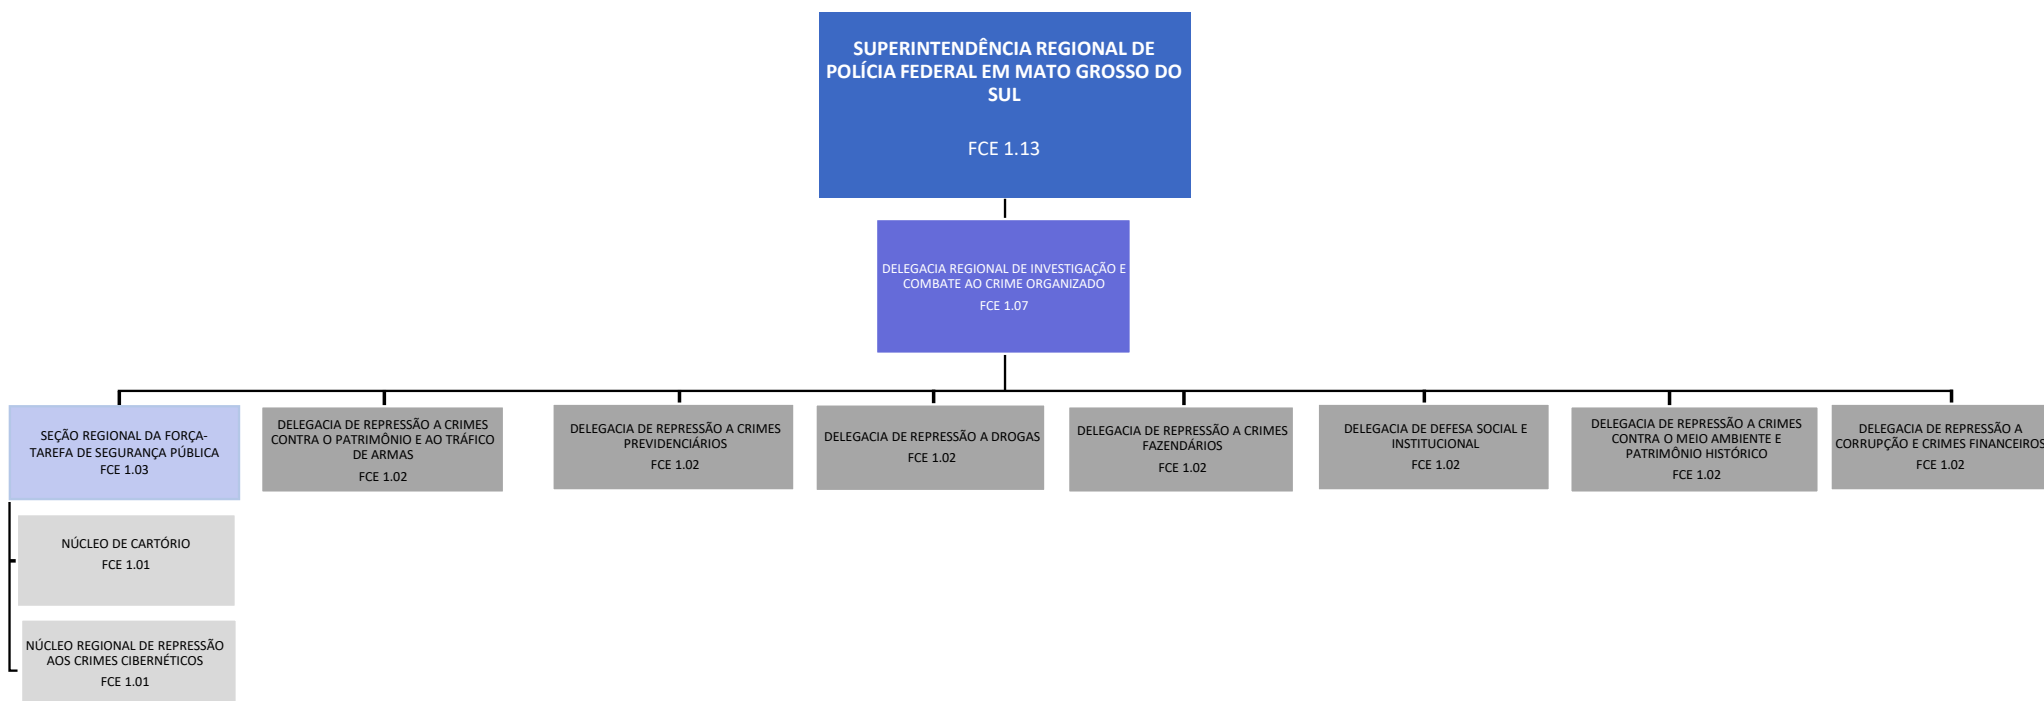 SUPERINTENDÊNCIA REGIONAL DE
POLÍCIA FEDERAL EM MATO GROSSO DO
SUL
FCE 1.13
DELEGACIA REGIONAL DE INVESTIGAÇÃO E
COMBATE AO CRIME ORGANIZADO
FCE 1.07
SEÇÃO REGIONAL DA FORÇA-
TAREFA DE SEGURANÇA PÚBLICA
FCE 1.03
DELEGACIA DE REPRESSÃO A CRIMES
CONTRA O PATRIMÔNIO E AO TRÁFICO
DE ARMAS
FCE 1.02
DELEGACIA DE REPRESSÃO A CRIMES
PREVIDENCIÁRIOS
FCE 1.02
DELEGACIA DE REPRESSÃO A DROGAS
FCE 1.02
DELEGACIA DE REPRESSÃO A CRIMES
FAZENDÁRIOS
FCE 1.02
DELEGACIA DE DEFESA SOCIAL E
INSTITUCIONAL
FCE 1.02
DELEGACIA DE REPRESSÃO A CRIMES
CONTRA O MEIO AMBIENTE E
PATRIMÔNIO HISTÓRICO
FCE 1.02
DELEGACIA DE REPRESSÃO A
CORRUPÇÃO E CRIMES FINANCEIROS
FCE 1.02
NÚCLEO DE CARTÓRIO
FCE 1.01
NÚCLEO REGIONAL DE REPRESSÃO
AOS CRIMES CIBERNÉTICOS
FCE 1.01